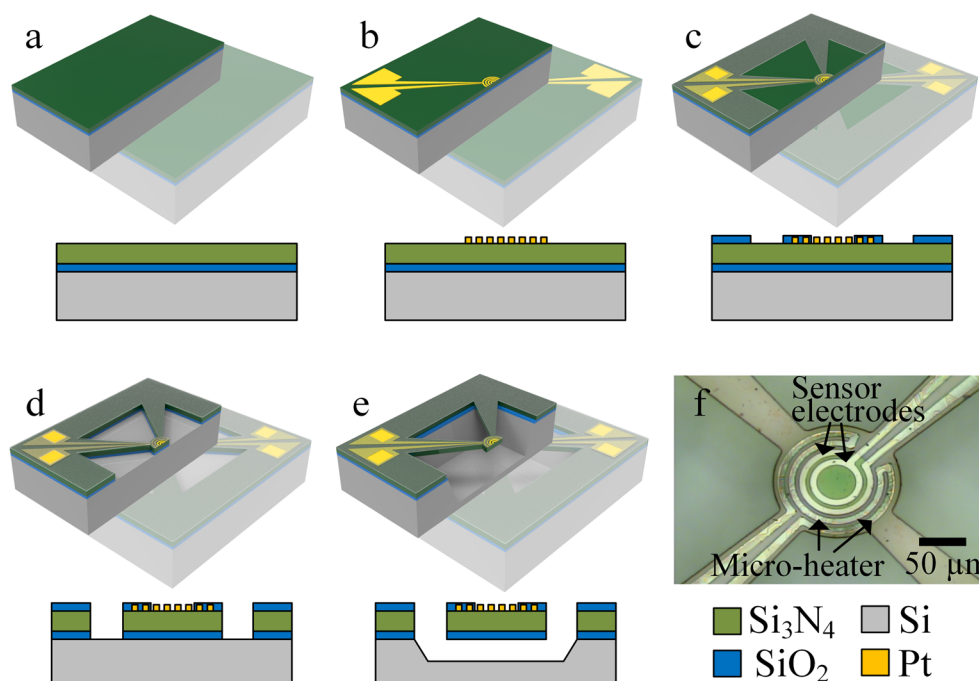 a
b
c
d
e
f
Sensor
electrodes
Micro-heater
50 μm
Si₃N₄
Si
SiO₂
Pt